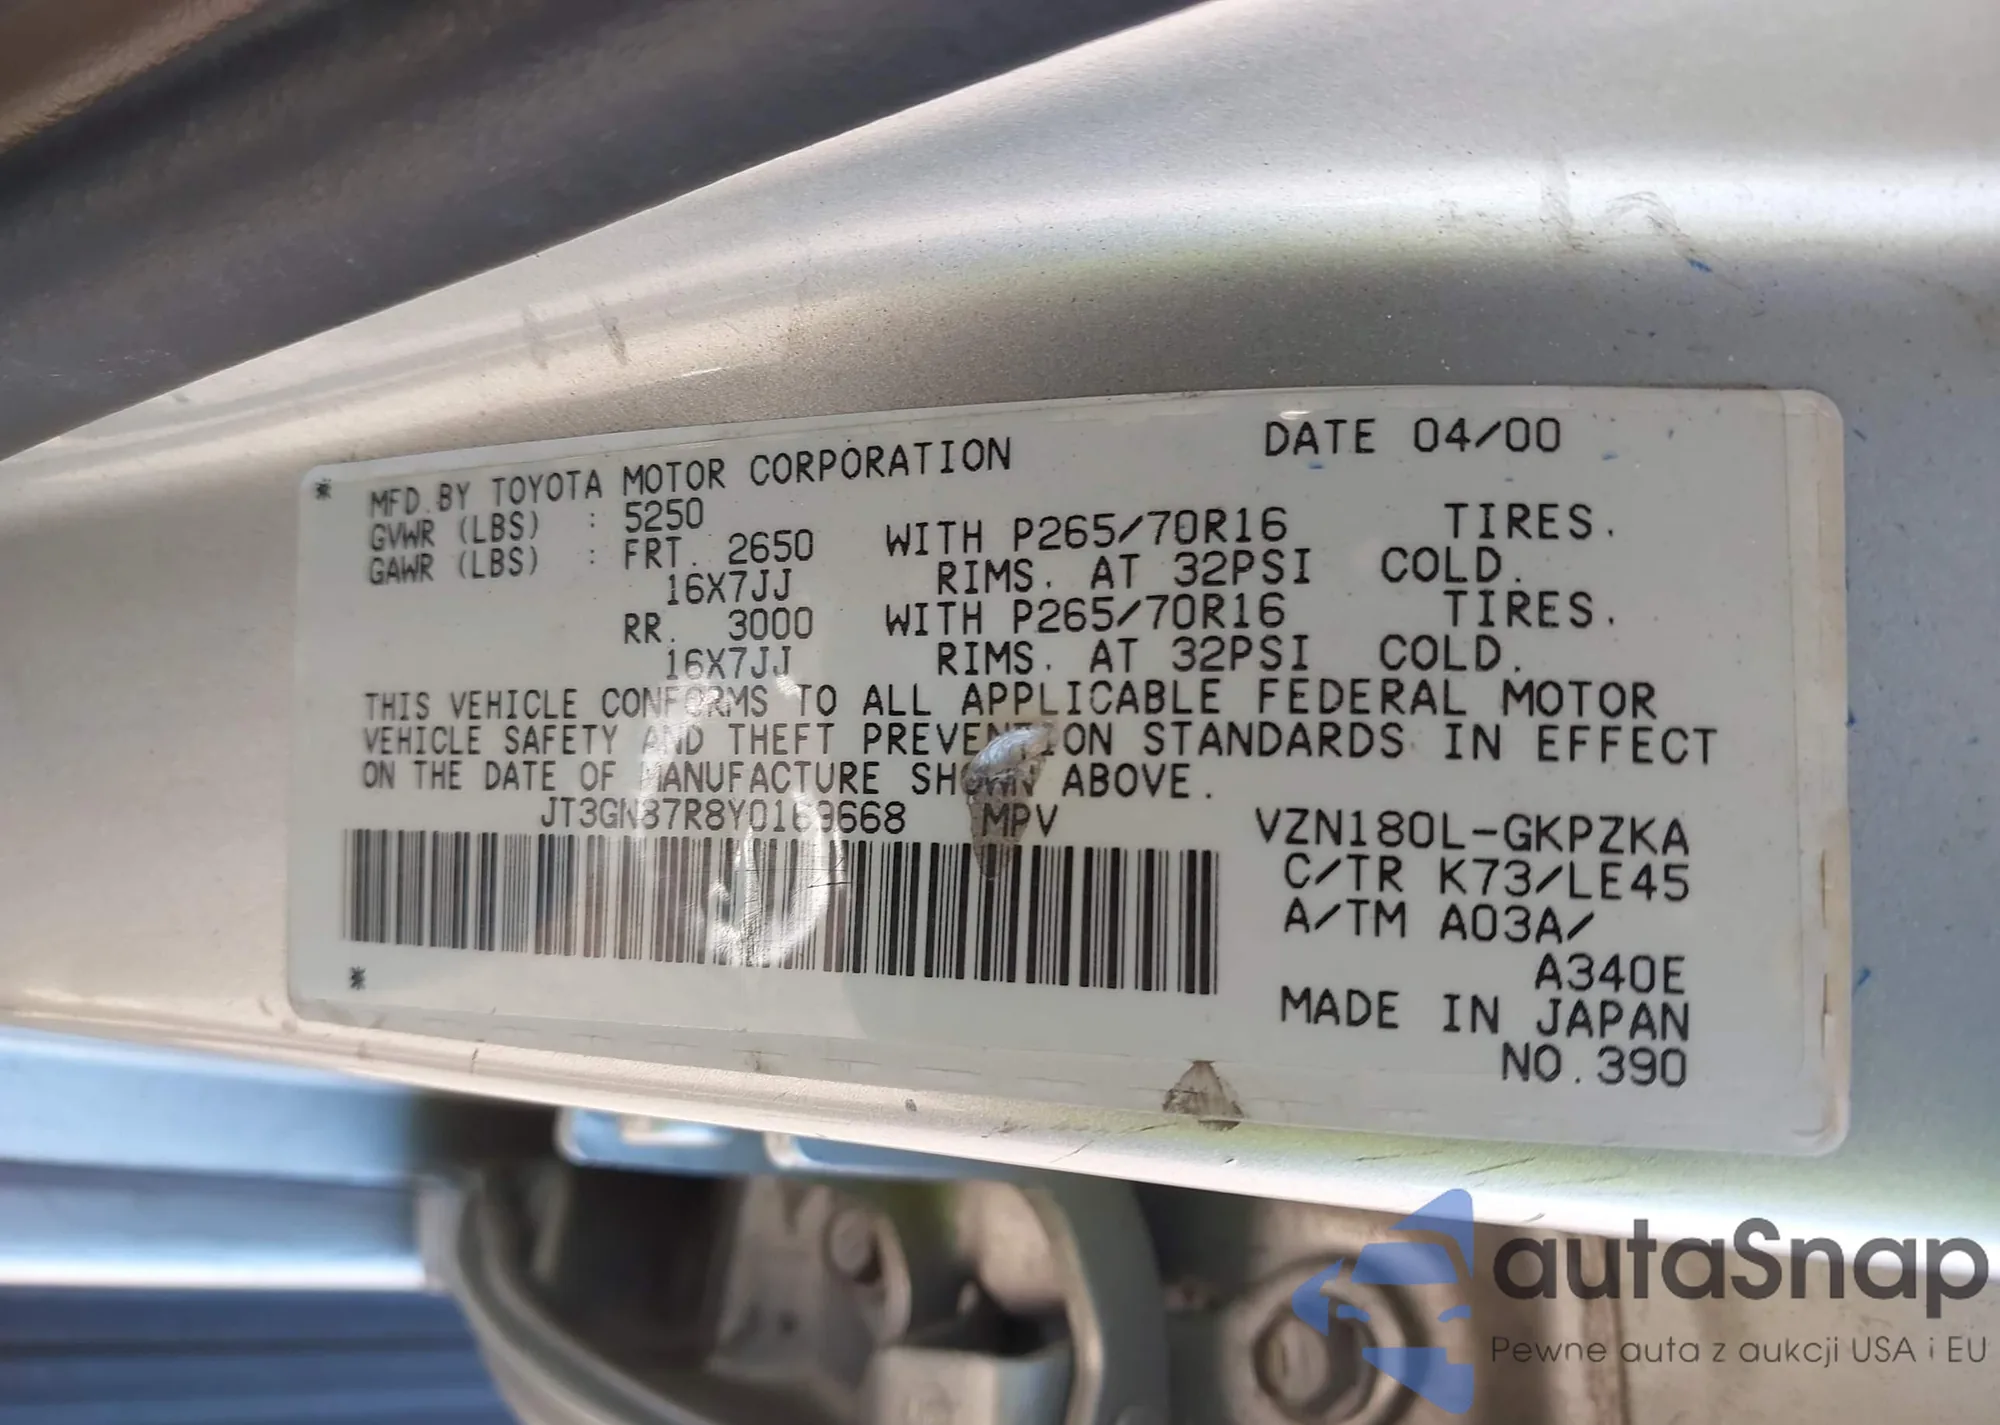 * MFD.BY TOYOTA MOTOR CORPORATION DATE 04/00
GVWR (LBS) : 5250
GAWR (LBS) : FRT. 2650 WITH P265/70R16 TIRES.
16X7JJ RIMS. AT 32PSI COLD.
RR. 3000 WITH P265/70R16 TIRES.
16X7JJ RIMS. AT 32PSI COLD.
THIS VEHICLE CONFORMS TO ALL APPLICABLE FEDERAL MOTOR
VEHICLE SAFETY AND THEFT PREVENTION STANDARDS IN EFFECT
ON THE DATE OF MANUFACTURE SHOWN ABOVE.
JT3GN87R8Y0169668 MPV VZN180L-GKPZKA
C/TR K73/LE45
A/TM A03A/
A340E
* MADE IN JAPAN
NO.390
autaSnap
Pewne auta z aukcji USA i EU